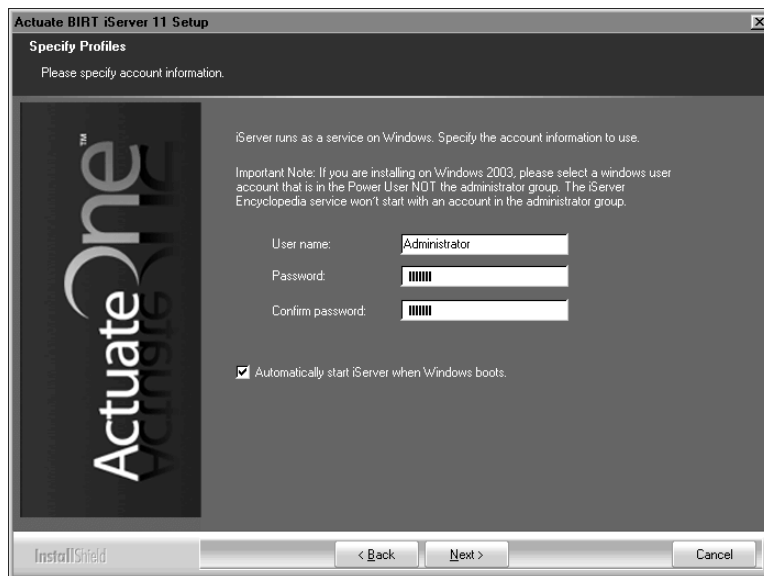 Actuate BIRT iServer 11 Setup
Specify Profiles
Please specify account information.
iServer runs as a service on Windows. Specify the account information to use.
Important Note: If you are installing on Windows 2003, please select a windows user
account that is in the Power User NOT the administrator group. The iServer
Encyclopedia service won't start with an account in the administrator group.
User name:
Administrator
Password:
Confirm password:
Automatically start iServer when Windows boots.
ActuateOne™
InstallShield
< Back
Next >
Cancel